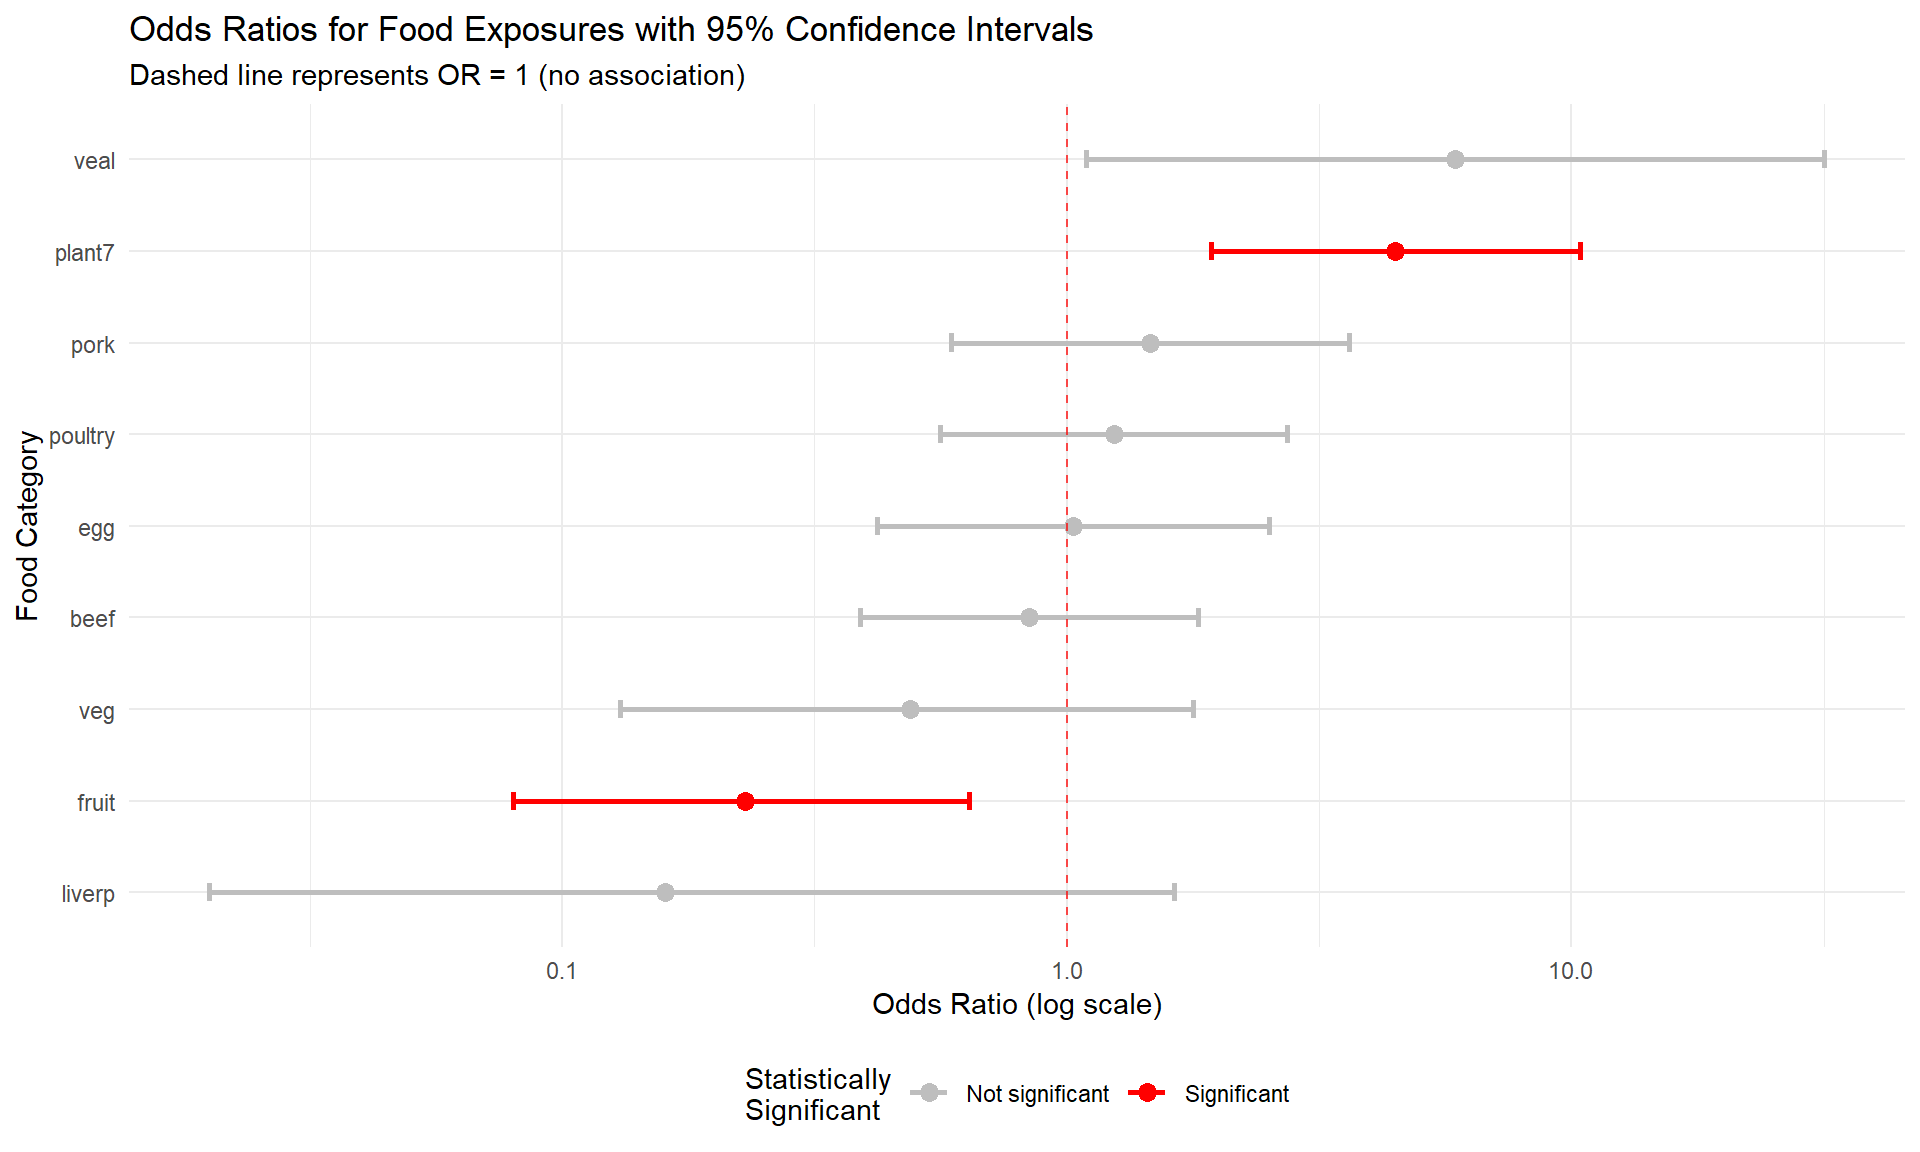 Odds Ratios for Food Exposures with 95% Confidence Intervals
Dashed line represents OR = 1 (no association)
Food Category
veal
plant7
pork
poultry
egg
beef
veg
fruit
liverp
0.1 1.0 10.0
Odds Ratio (log scale)
Statistically
Significant
Not significant
Significant